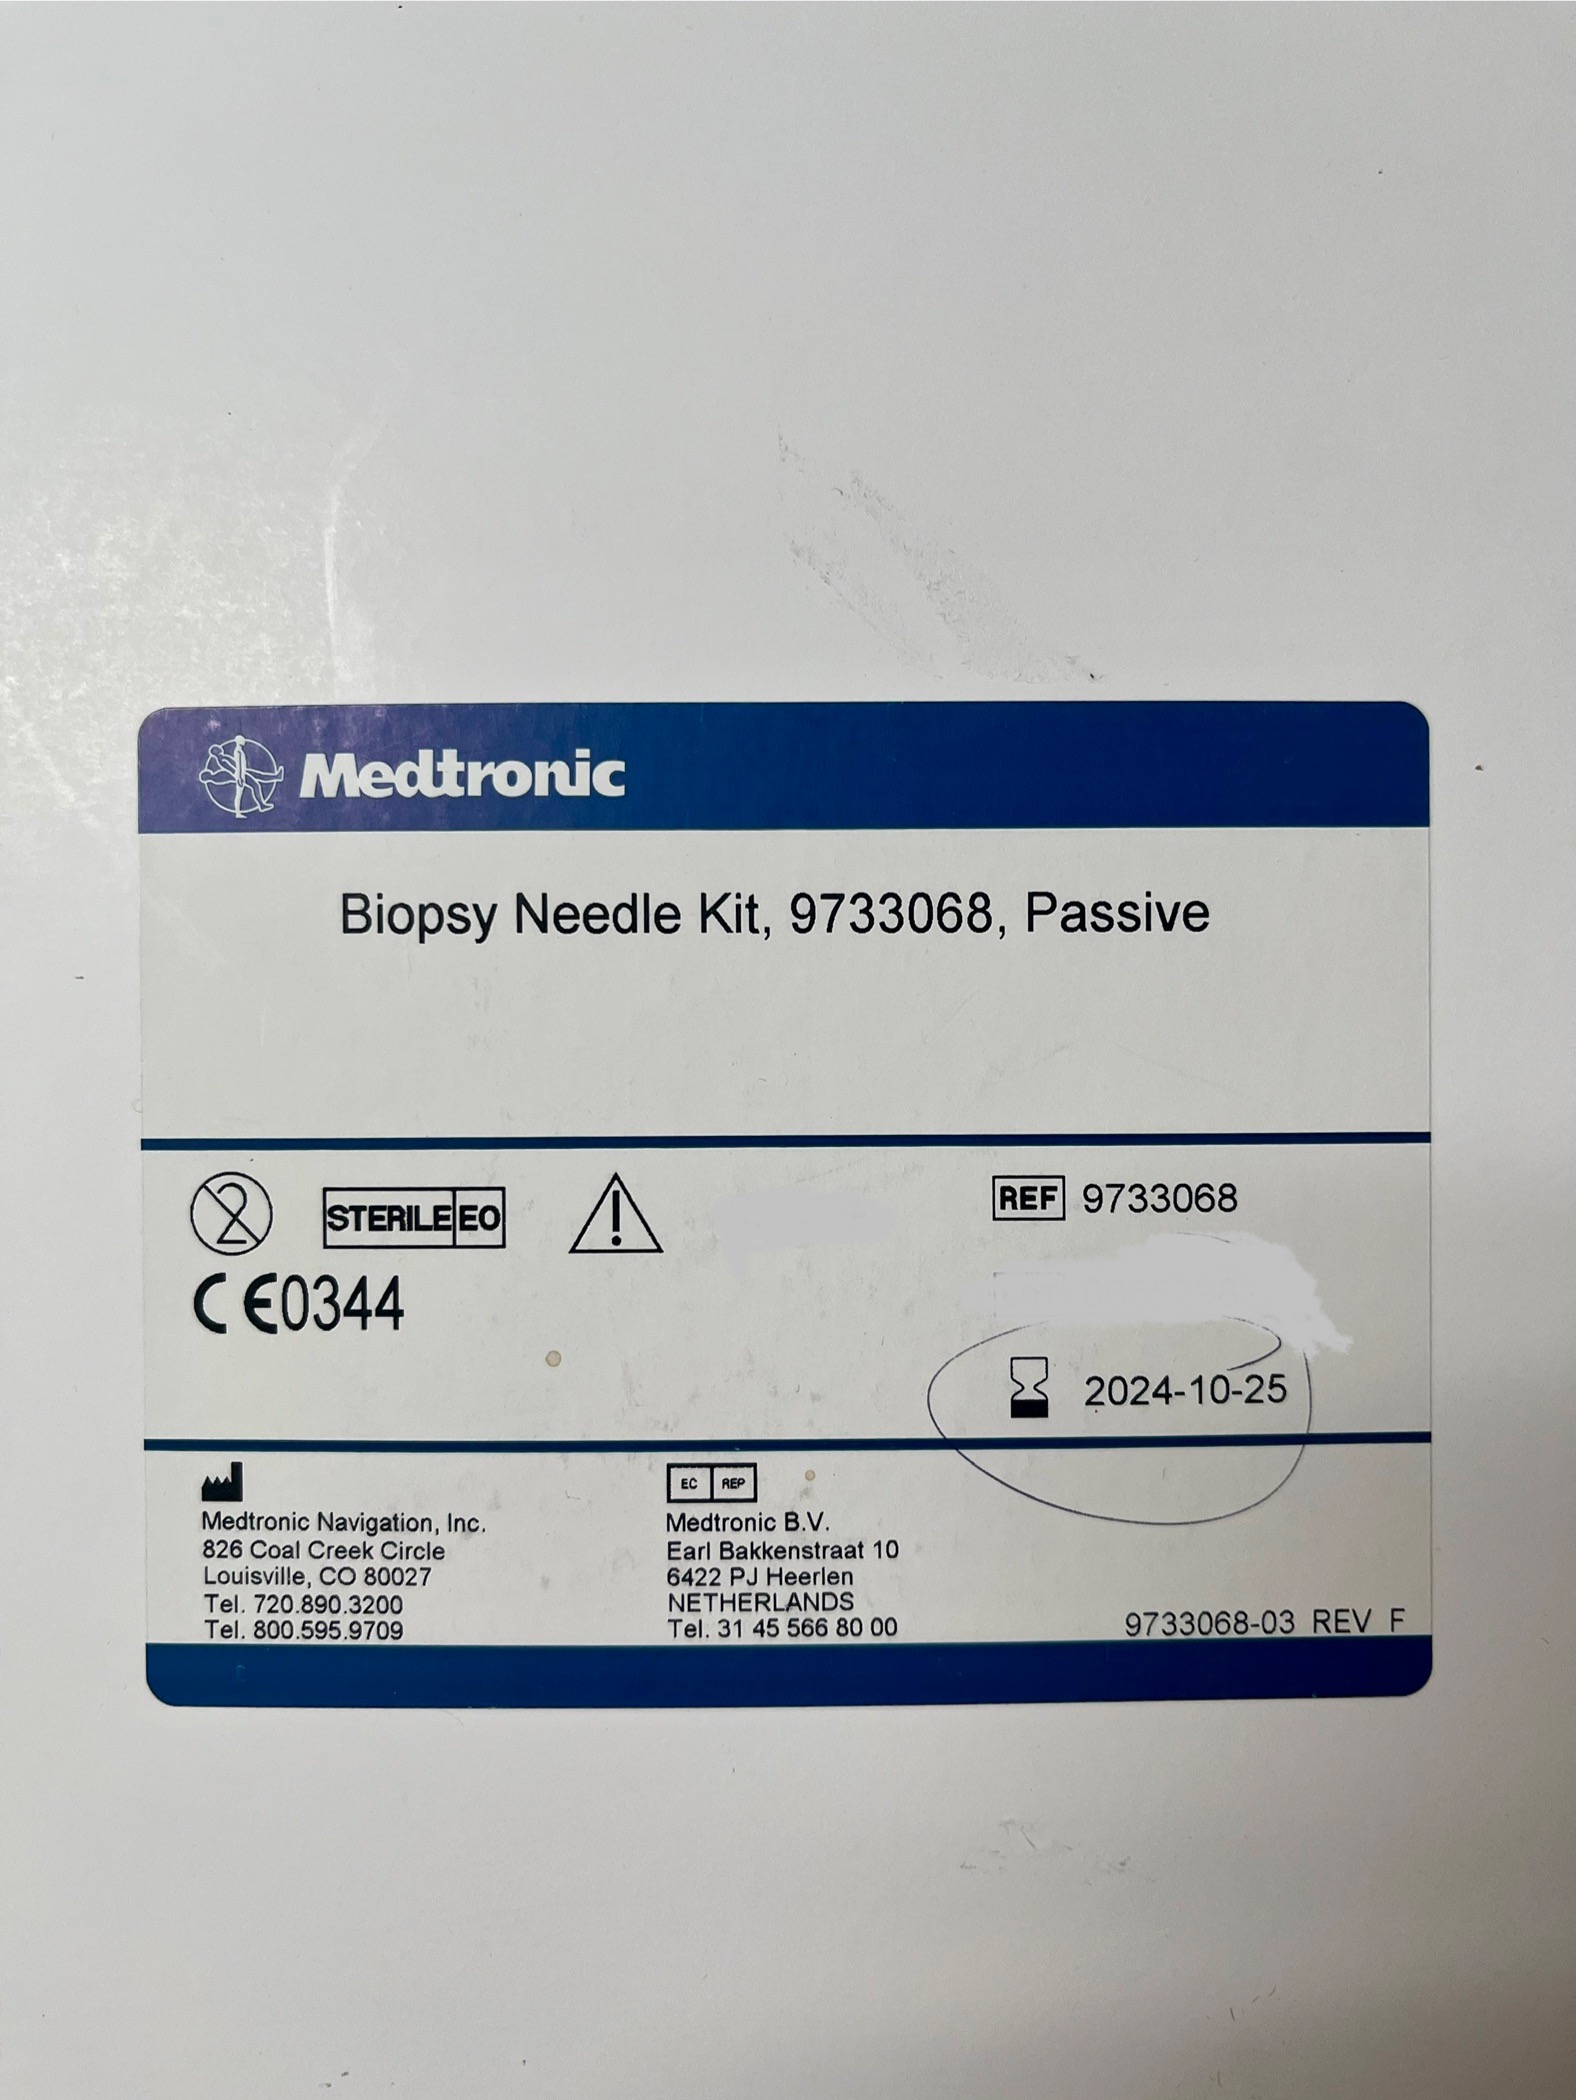 Medtronic
Biopsy Needle Kit, 9733068, Passive
2
STERILE EO
!
REF 9733068
CE0344
2024-10-25
Medtronic Navigation, Inc.
826 Coal Creek Circle
Louisville, CO 80027
Tel. 720.890.3200
Tel. 800.595.9709
EC REP
Medtronic B.V.
Earl Bakkenstraat 10
6422 PJ Heerlen
NETHERLANDS
Tel. 31 45 566 80 00
9733068-03 REV F